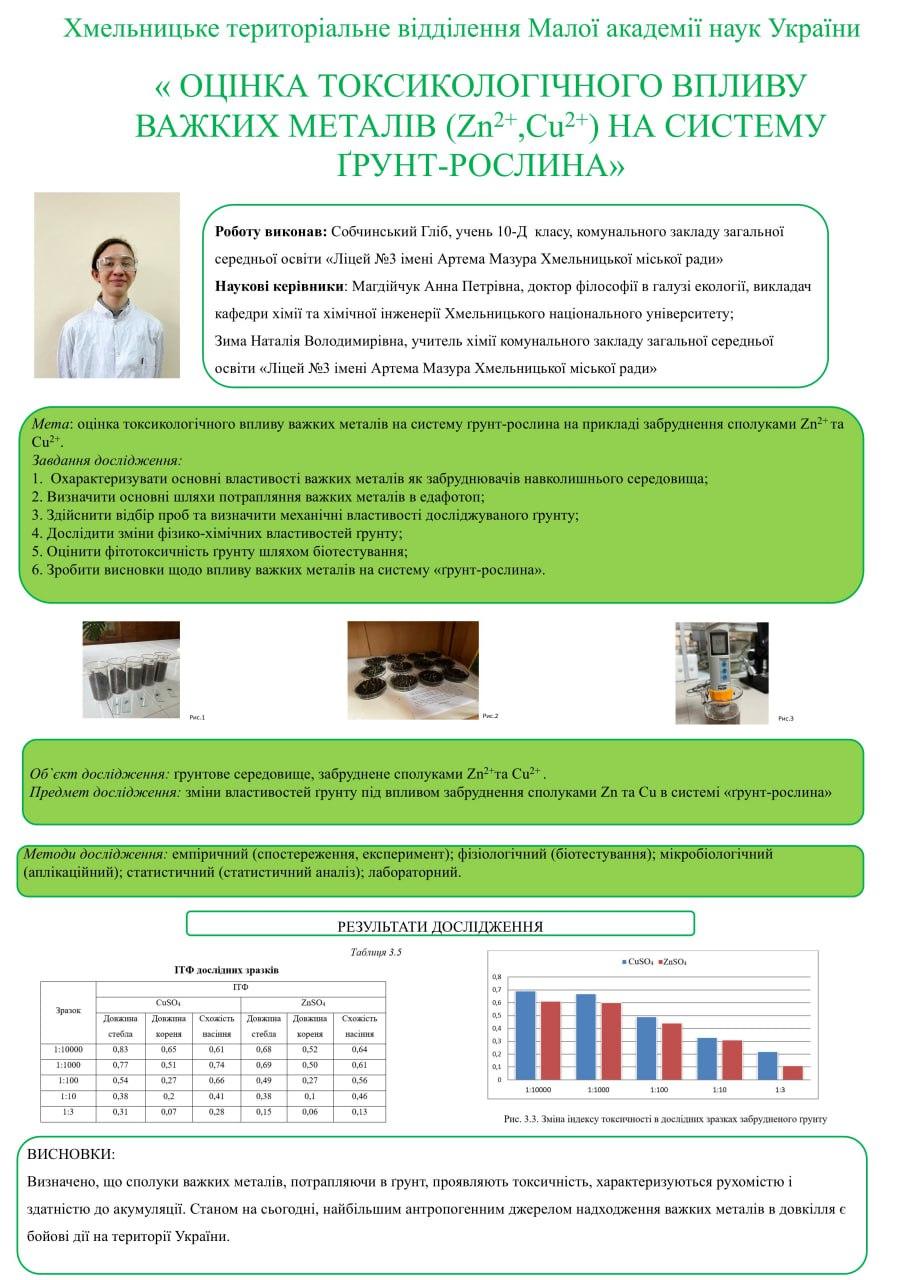 Хмельницьке територіальне відділення Малої академії наук України
« ОЦІНКА ТОКСИКОЛОГІЧНОГО ВПЛИВУ
ВАЖКИХ МЕТАЛІВ (Zn²⁺,Cu²⁺) НА СИСТЕМУ
ҐРУНТ-РОСЛИНА»
Роботу виконав: Собчинський Гліб, учень 10-Д класу, комунального закладу загальної
середньої освіти «Ліцей №3 імені Артема Мазура Хмельницької міської ради»
Наукові керівники: Магдійчук Анна Петрівна, доктор філософії в галузі екології, викладач
кафедри хімії та хімічної інженерії Хмельницького національного університету;
Зима Наталія Володимирівна, учитель хімії комунального закладу загальної середньої
освіти «Ліцей №3 імені Артема Мазура Хмельницької міської ради»
Мета: оцінка токсикологічного впливу важких металів на систему ґрунт-рослина на прикладі забруднення сполуками Zn²⁺ та
Cu²⁺.
Завдання дослідження:
1. Охарактеризувати основні властивості важких металів як забруднювачів навколишнього середовища;
2. Визначити основні шляхи потрапляння важких металів в едафотоп;
3. Здійснити відбір проб та визначити механічні властивості досліджуваного ґрунту;
4. Дослідити зміни фізико-хімічних властивостей ґрунту;
5. Оцінити фітотоксичність ґрунту шляхом біотестування;
6. Зробити висновки щодо впливу важких металів на систему «ґрунт-рослина».
Рис.1
Рис.2
Рис.3
Об`єкт дослідження: ґрунтове середовище, забруднене сполуками Zn²⁺та Cu²⁺ .
Предмет дослідження: зміни властивостей ґрунту під впливом забруднення сполуками Zn та Cu в системі «ґрунт-рослина»
Методи дослідження: емпіричний (спостереження, експеримент); фізіологічний (біотестування); мікробіологічний
(аплікаційний); статистичний (статистичний аналіз); лабораторний.
РЕЗУЛЬТАТИ ДОСЛІДЖЕННЯ
Таблиця 3.5
ІТФ дослідних зразків
Зразок ІТФ
CuSO₄ ZnSO₄
Довжина стебла Довжина кореня Схожість насіння Довжина стебла Довжина кореня Схожість насіння
1:10000 0,83 0,65 0,61 0,68 0,52 0,64
1:1000 0,77 0,51 0,74 0,69 0,50 0,61
1:100 0,54 0,27 0,66 0,49 0,27 0,56
1:10 0,38 0,2 0,41 0,38 0,1 0,46
1:3 0,31 0,07 0,28 0,15 0,06 0,13
CuSO₄ ZnSO₄
0,8
0,7
0,6
0,5
0,4
0,3
0,2
0,1
0
1:10000 1:1000 1:100 1:10 1:3
Рис. 3.3. Зміна індексу токсичності в дослідних зразках забрудненого ґрунту
ВИСНОВКИ:
Визначено, що сполуки важких металів, потрапляючи в ґрунт, проявляють токсичність, характеризуються рухомістю і
здатністю до акумуляції. Станом на сьогодні, найбільшим антропогенним джерелом надходження важких металів в довкілля є
бойові дії на території України.